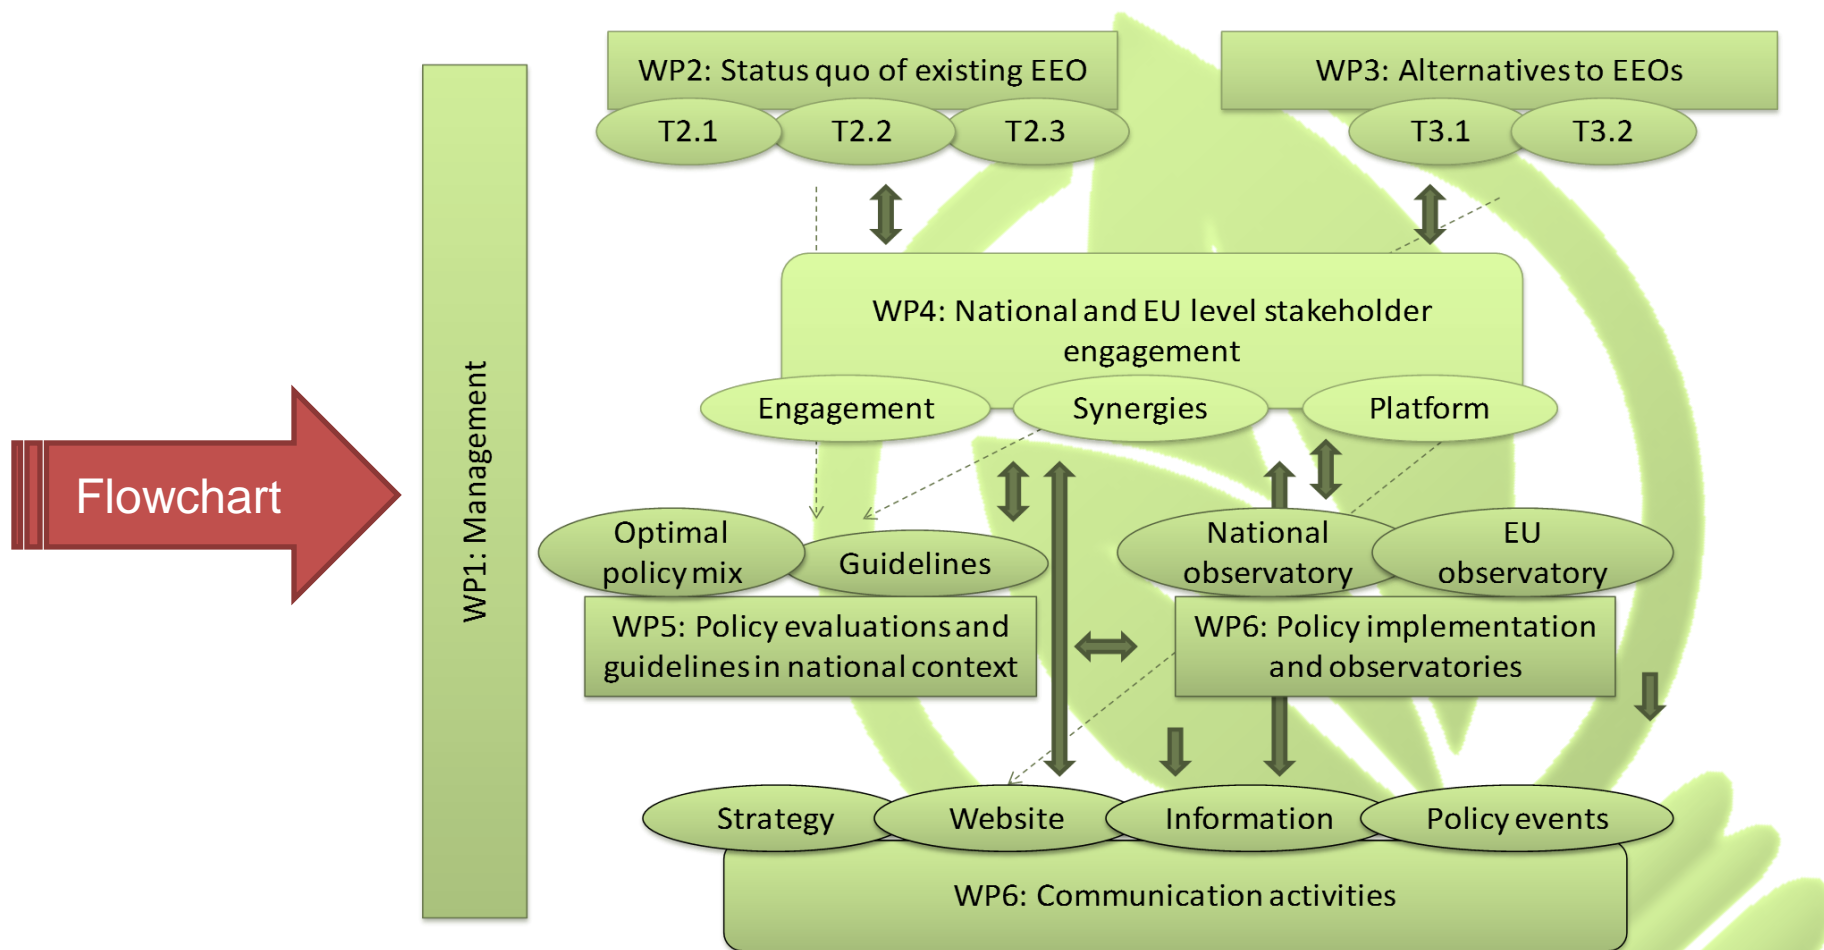 Flowchart
WP1: Management
WP2: Status quo of existing EEO
T2.1
T2.2
T2.3
WP3: Alternatives to EEOs
T3.1
T3.2
WP4: National and EU level stakeholder
engagement
Engagement
Synergies
Platform
Optimal
policy mix
Guidelines
WP5: Policy evaluations and
guidelines in national context
National
observatory
EU
observatory
WP6: Policy implementation
and observatories
Strategy
Website
Information
Policy events
WP6: Communication activities